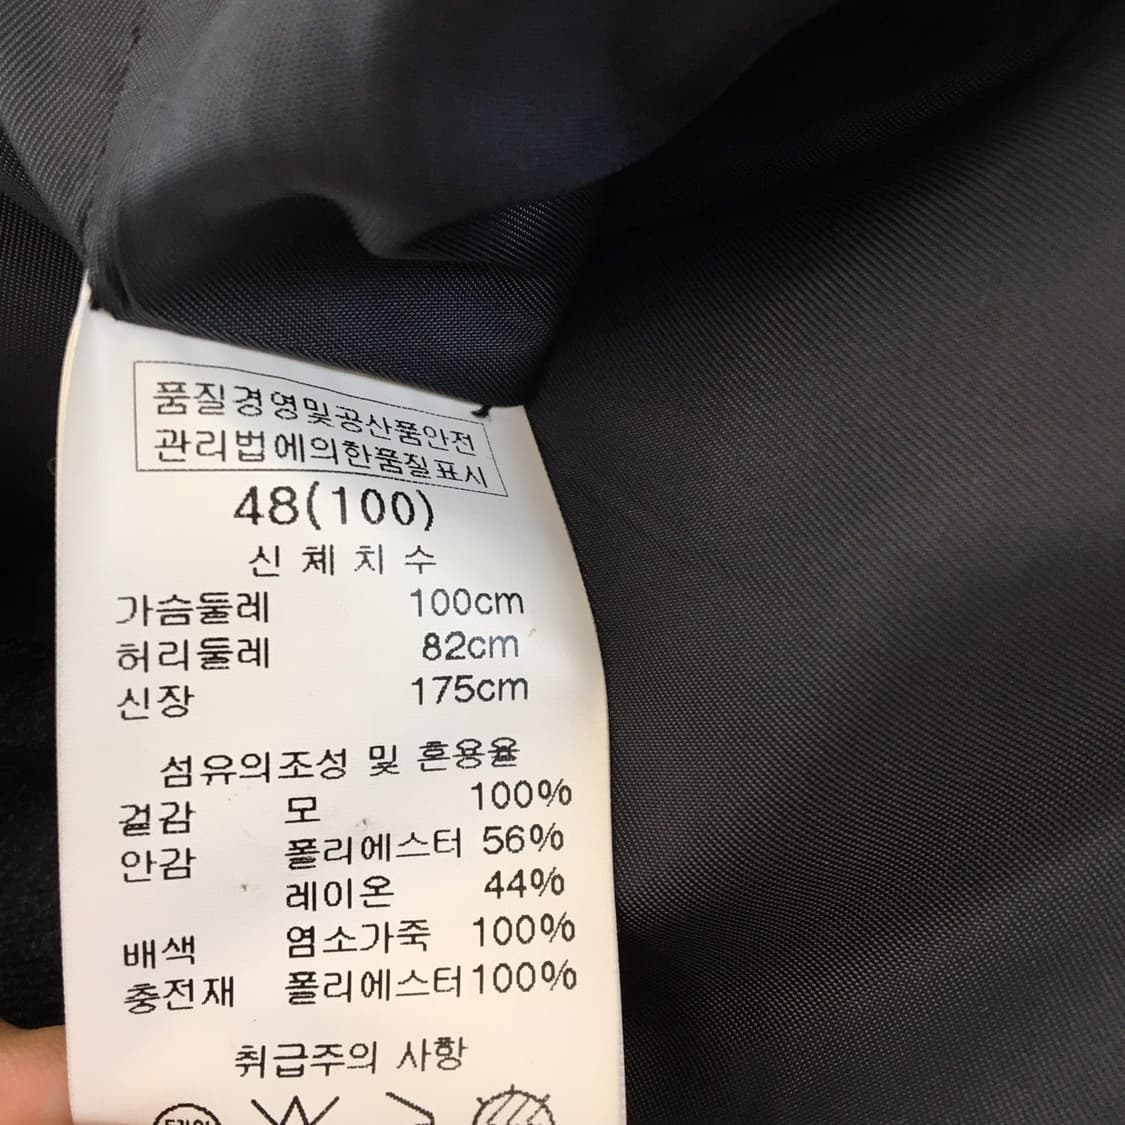 품질경영및공산품안전
관리법에의한품질표시
48(100)
신 체 치 수
가슴둘레 100cm
허리둘레 82cm
신장 175cm
섬유의조성 및 혼용율
겉감 모 100%
안감 폴리에스터 56%
레이온 44%
배색 염소가죽 100%
충전재 폴리에스터 100%
취급주의 사항